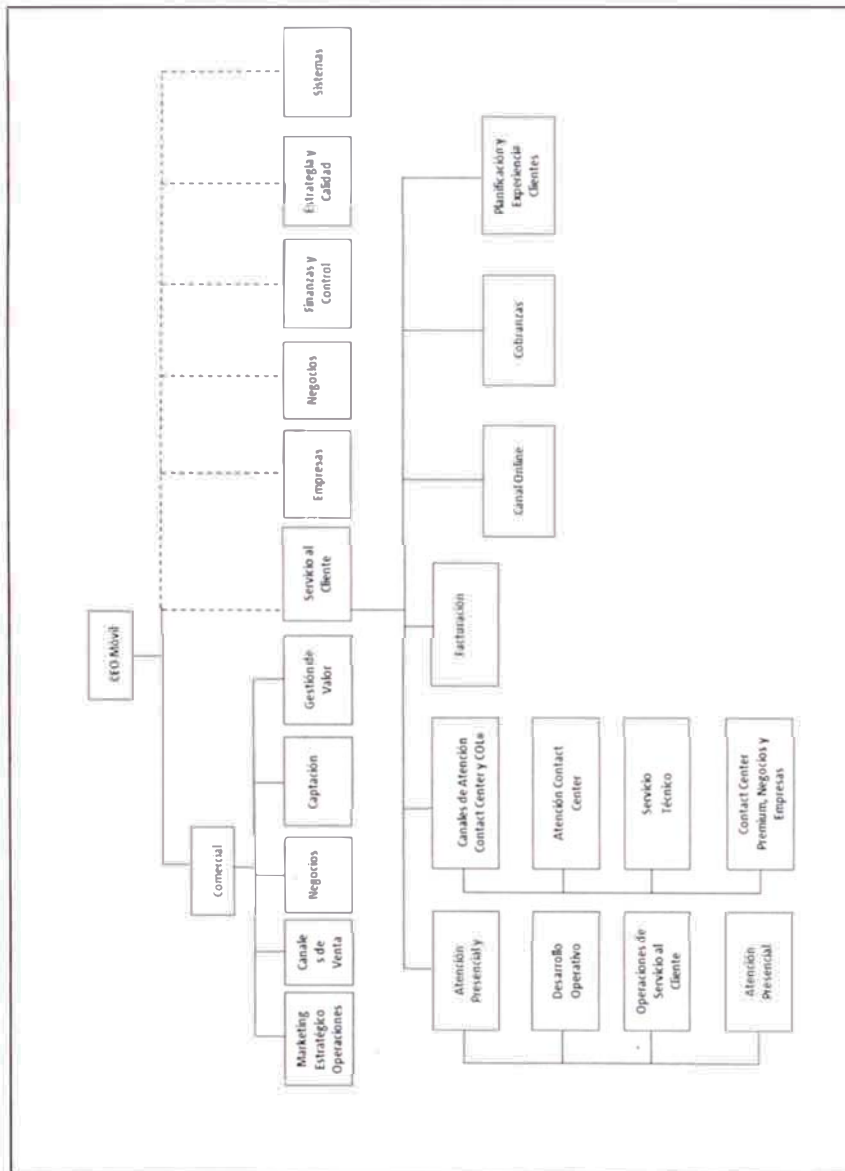 CEO Móvil
Comercial
Marketing
Estratégico
Operaciones
Canale
s de
Venta
Negocios
Captación
Gestión de
Valor
Servicio al
Cliente
Empresas
Negocios
Finanzas y
Control
Estrategia y
Calidad
Sistemas
Atención
Presencial y
Desarrollo
Operativo
Operaciones de
Servicio al
Cliente
Atención
Presencial
Canales de Atención
Contact Center y COL
Atención Contact
Center
Servicio
Técnico
Contact Center
Premium, Negocios y
Empresas
Facturación
Canal Online
Cobranzas
Planificación y
Experiencia
Clientes